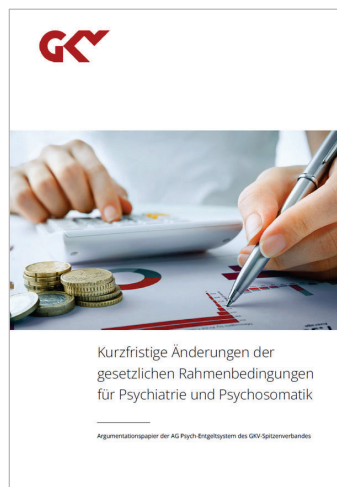 GKV
Kurzfristige Änderungen der
gesetzlichen Rahmenbedingungen
für Psychiatrie und Psychosomatik
Argumentationspapier der AG Psych-Entgeltsystem des GKV-Spitzenverbandes